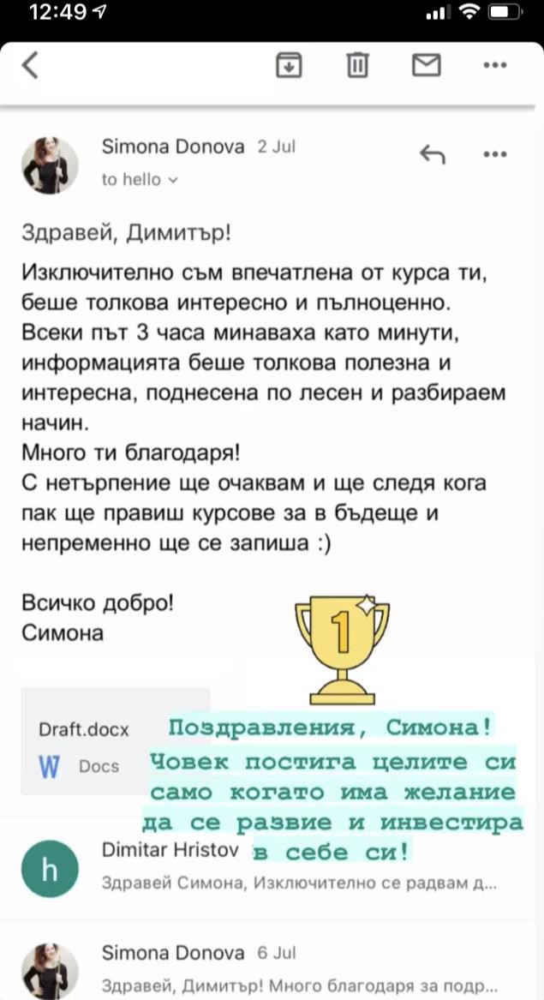 12:49
Simona Donova 2 Jul
to hello
Здравей, Димитър!
Изключително съм впечатлена от курса ти,
беше толкова интересно и пълноценно.
Всеки път 3 часа минаваха като минути,
информацията беше толкова полезна и
интересна, поднесена по лесен и разбираем
начин.
Много ти благодаря!
С нетърпение ще очаквам и ще следя кога
пак ще правиш курсове за в бъдеще и
непременно ще се запиша :)
Всичко добро!
Симона
1
Draft.docx
W Docs
Поздравления, Симона!
Човек постига целите си
само когато има желание
да се развие и инвестира
в себе си!
h
Dimitar Hristov
Здравей Симона, Изключително се радвам д...
Simona Donova 6 Jul
Здравей, Димитър! Много благодаря за подр...